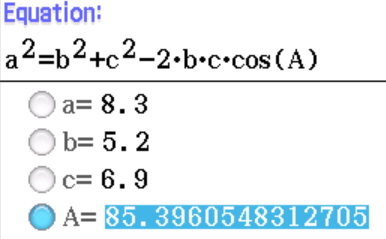 Equation:
a²=b²+c²−2·b·c·cos(A)
a= 8.3
b= 5.2
c= 6.9
A= 85.3960548312705